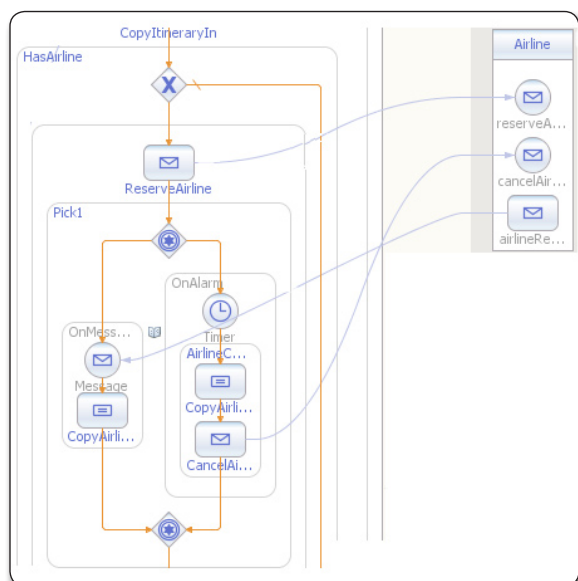 CopyItineraryIn
HasAirline
X
Airline
reserveA...
cancelAir...
airlineRe...
ReserveAirline
Pick1
OnAlarm
Timer
OnMess...
Message
CopyAirli...
AirlineC...
CopyAirli...
CancelAi...